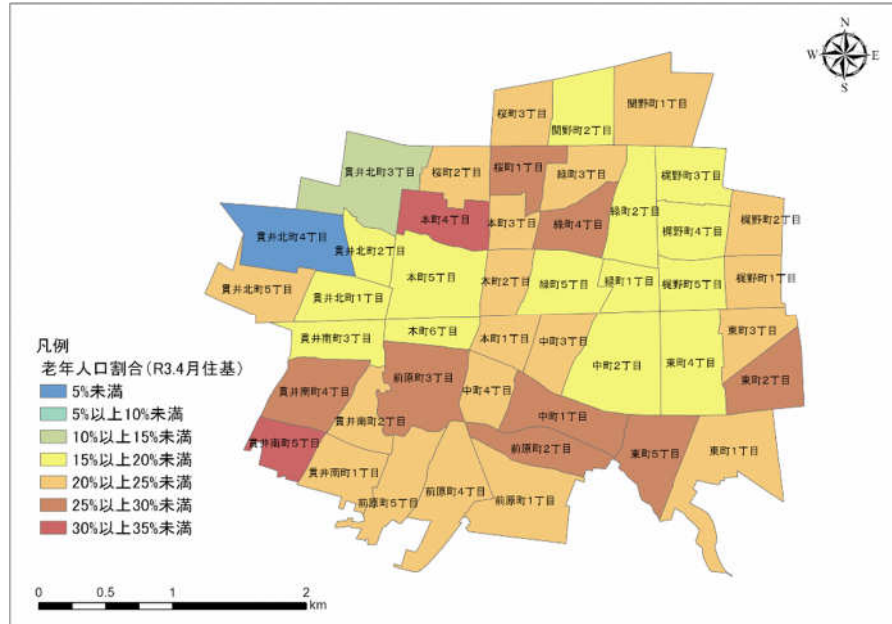 N
W
E
S
関野町1丁目
桜町3丁目
関野町2丁目
貫井北町3丁目
桜町2丁目
桜町1丁目
緑町3丁目
梶野町3丁目
本町4丁目
本町3丁目
緑町4丁目
緑町2丁目
梶野町2丁目
貫井北町4丁目
貫井北町2丁目
梶野町4丁目
貫井北町5丁目
本町5丁目
本町2丁目
緑町5丁目
緑町1丁目
梶野町5丁目
梶野町1丁目
貫井北町1丁目
貫井南町3丁目
本町6丁目
本町1丁目
中町3丁目
東町3丁目
中町2丁目
東町4丁目
前原町3丁目
東町2丁目
貫井南町4丁目
中町4丁目
貫井南町2丁目
中町1丁目
貫井南町5丁目
前原町2丁目
東町5丁目
東町1丁目
貫井南町1丁目
前原町5丁目
前原町4丁目
前原町1丁目
凡例
老年人口割合(R3.4月住基)
5%未満
5%以上10%未満
10%以上15%未満
15%以上20%未満
20%以上25%未満
25%以上30%未満
30%以上35%未満
0 0.5 1 2
km